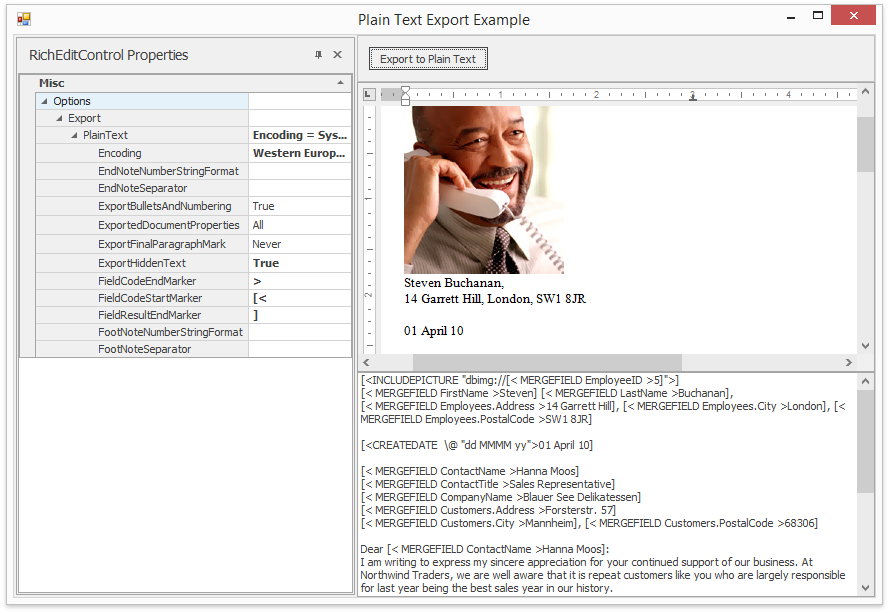 Plain Text Export Example
RichEditControl Properties
Misc
Options
Export
PlainText Encoding = Sys...
Encoding Western Europ...
EndNoteNumberStringFormat
EndNoteSeparator
ExportBulletsAndNumbering True
ExportedDocumentProperties All
ExportFinalParagraphMark Never
ExportHiddenText True
FieldCodeEndMarker >
FieldCodeStartMarker [<
FieldResultEndMarker ]
FootNoteNumberStringFormat
FootNoteSeparator
Export to Plain Text
L 1 2 3 4
1
2
Steven Buchanan,
14 Garrett Hill, London, SW1 8JR
01 April 10
[<INCLUDEPICTURE "dbimg://[< MERGEFIELD EmployeeID >5]">]
[< MERGEFIELD FirstName >Steven] [< MERGEFIELD LastName >Buchanan],
[< MERGEFIELD Employees.Address >14 Garrett Hill], [< MERGEFIELD Employees.City >London], [<
MERGEFIELD Employees.PostalCode >SW1 8JR]
[<CREATEDATE  \@ "dd MMMM yy">01 April 10]
[< MERGEFIELD ContactName >Hanna Moos]
[< MERGEFIELD ContactTitle >Sales Representative]
[< MERGEFIELD CompanyName >Blauer See Delikatessen]
[< MERGEFIELD Customers.Address >Forsterstr. 57]
[< MERGEFIELD Customers.City >Mannheim], [< MERGEFIELD Customers.PostalCode >68306]
Dear [< MERGEFIELD ContactName >Hanna Moos]:
I am writing to express my sincere appreciation for your continued support of our business. At
Northwind Traders, we are well aware that it is repeat customers like you who are largely responsible
for last year being the best sales year in our history.